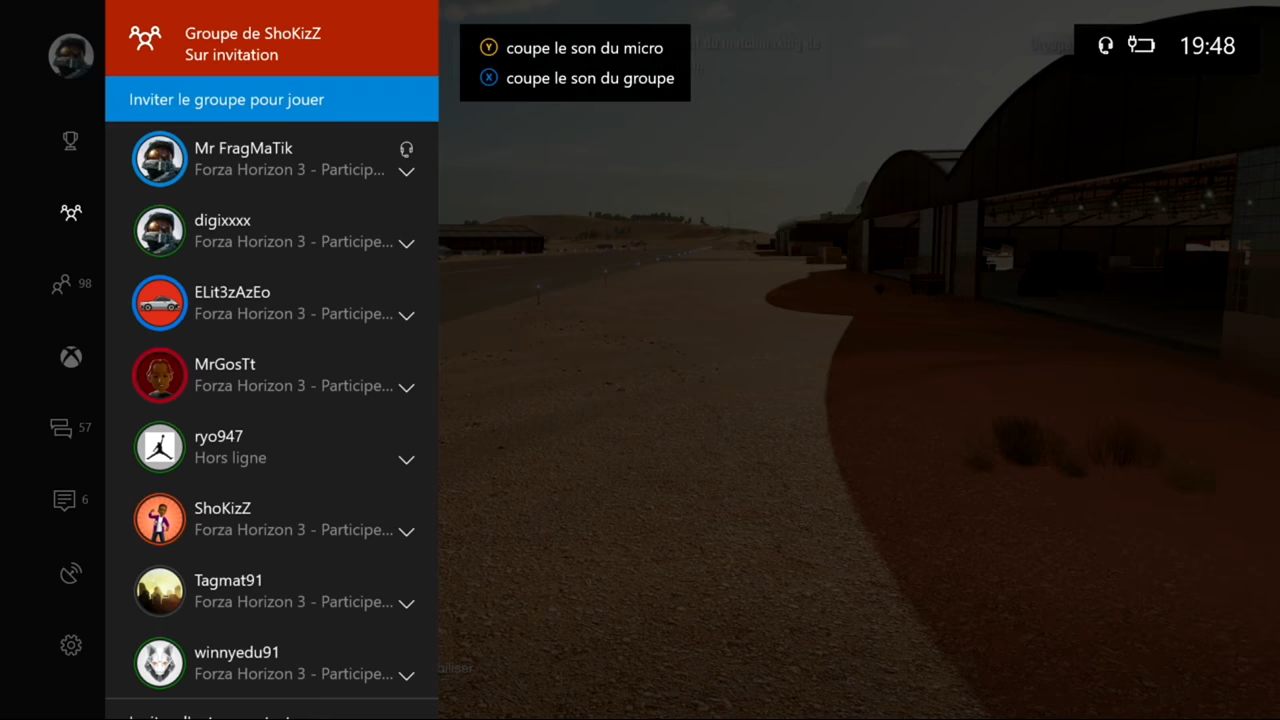 Groupe de ShoKizZ
Sur invitation
Inviter le groupe pour jouer
Mr FragMaTik
Forza Horizon 3 - Particip...
digixxxx
Forza Horizon 3 - Participe...
ELit3zAzEo
Forza Horizon 3 - Participe...
MrGosTt
Forza Horizon 3 - Participe...
ryo947
Hors ligne
ShoKizZ
Forza Horizon 3 - Participe...
Tagmat91
Forza Horizon 3 - Participe...
winnyedu91
Forza Horizon 3 - Participe...
98
57
6
Y coupe le son du micro
X coupe le son du groupe
du matchmaking de
19:48